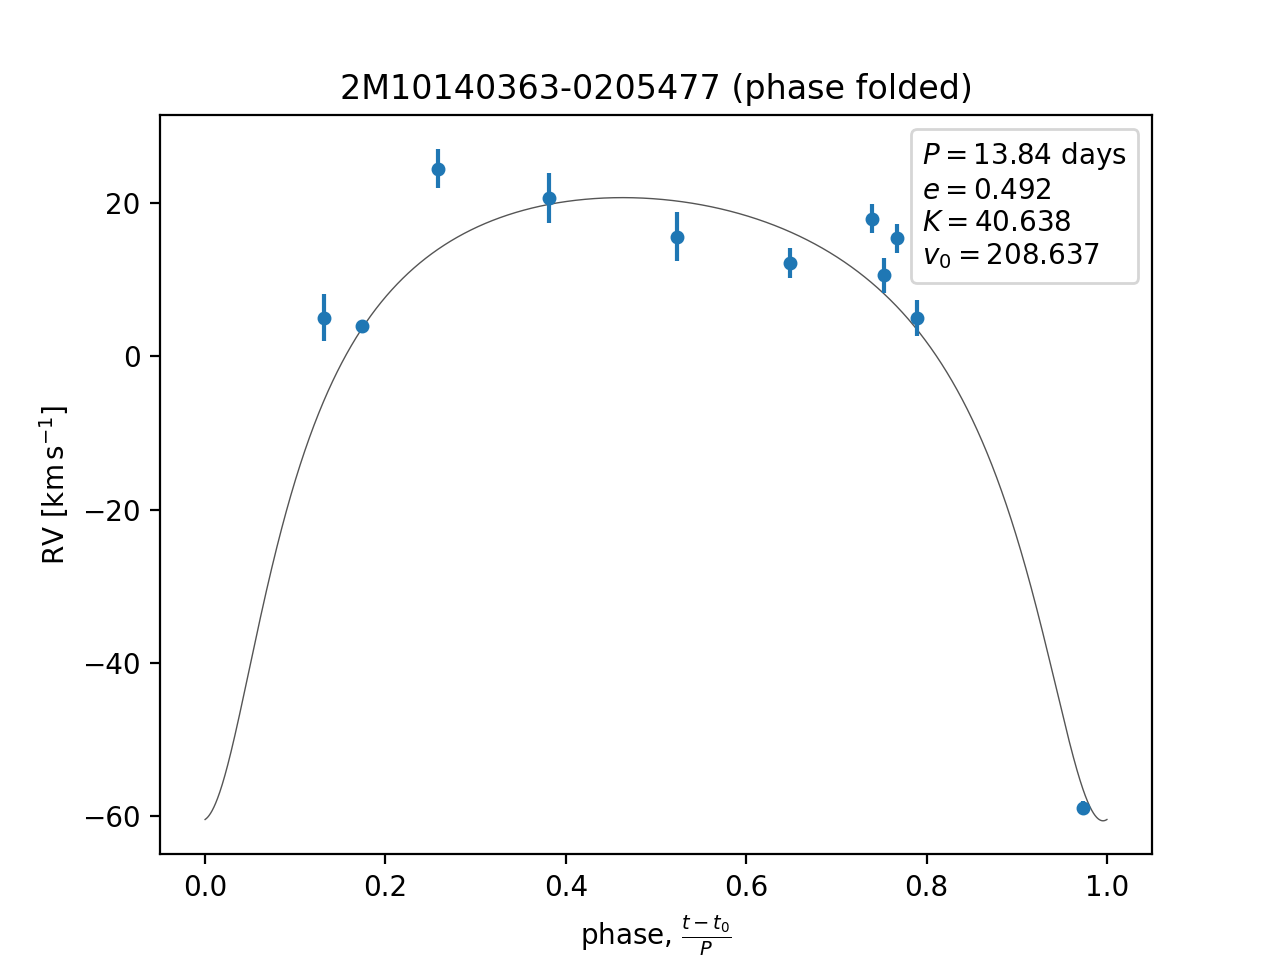 2M10140363-0205477 (phase folded)
P = 13.84 days
e = 0.492
K = 40.638
v₀ = 208.637
20
0
−20
−40
−60
RV [km s⁻¹]
0.0 0.2 0.4 0.6 0.8 1.0
phase, (t − t₀)/P